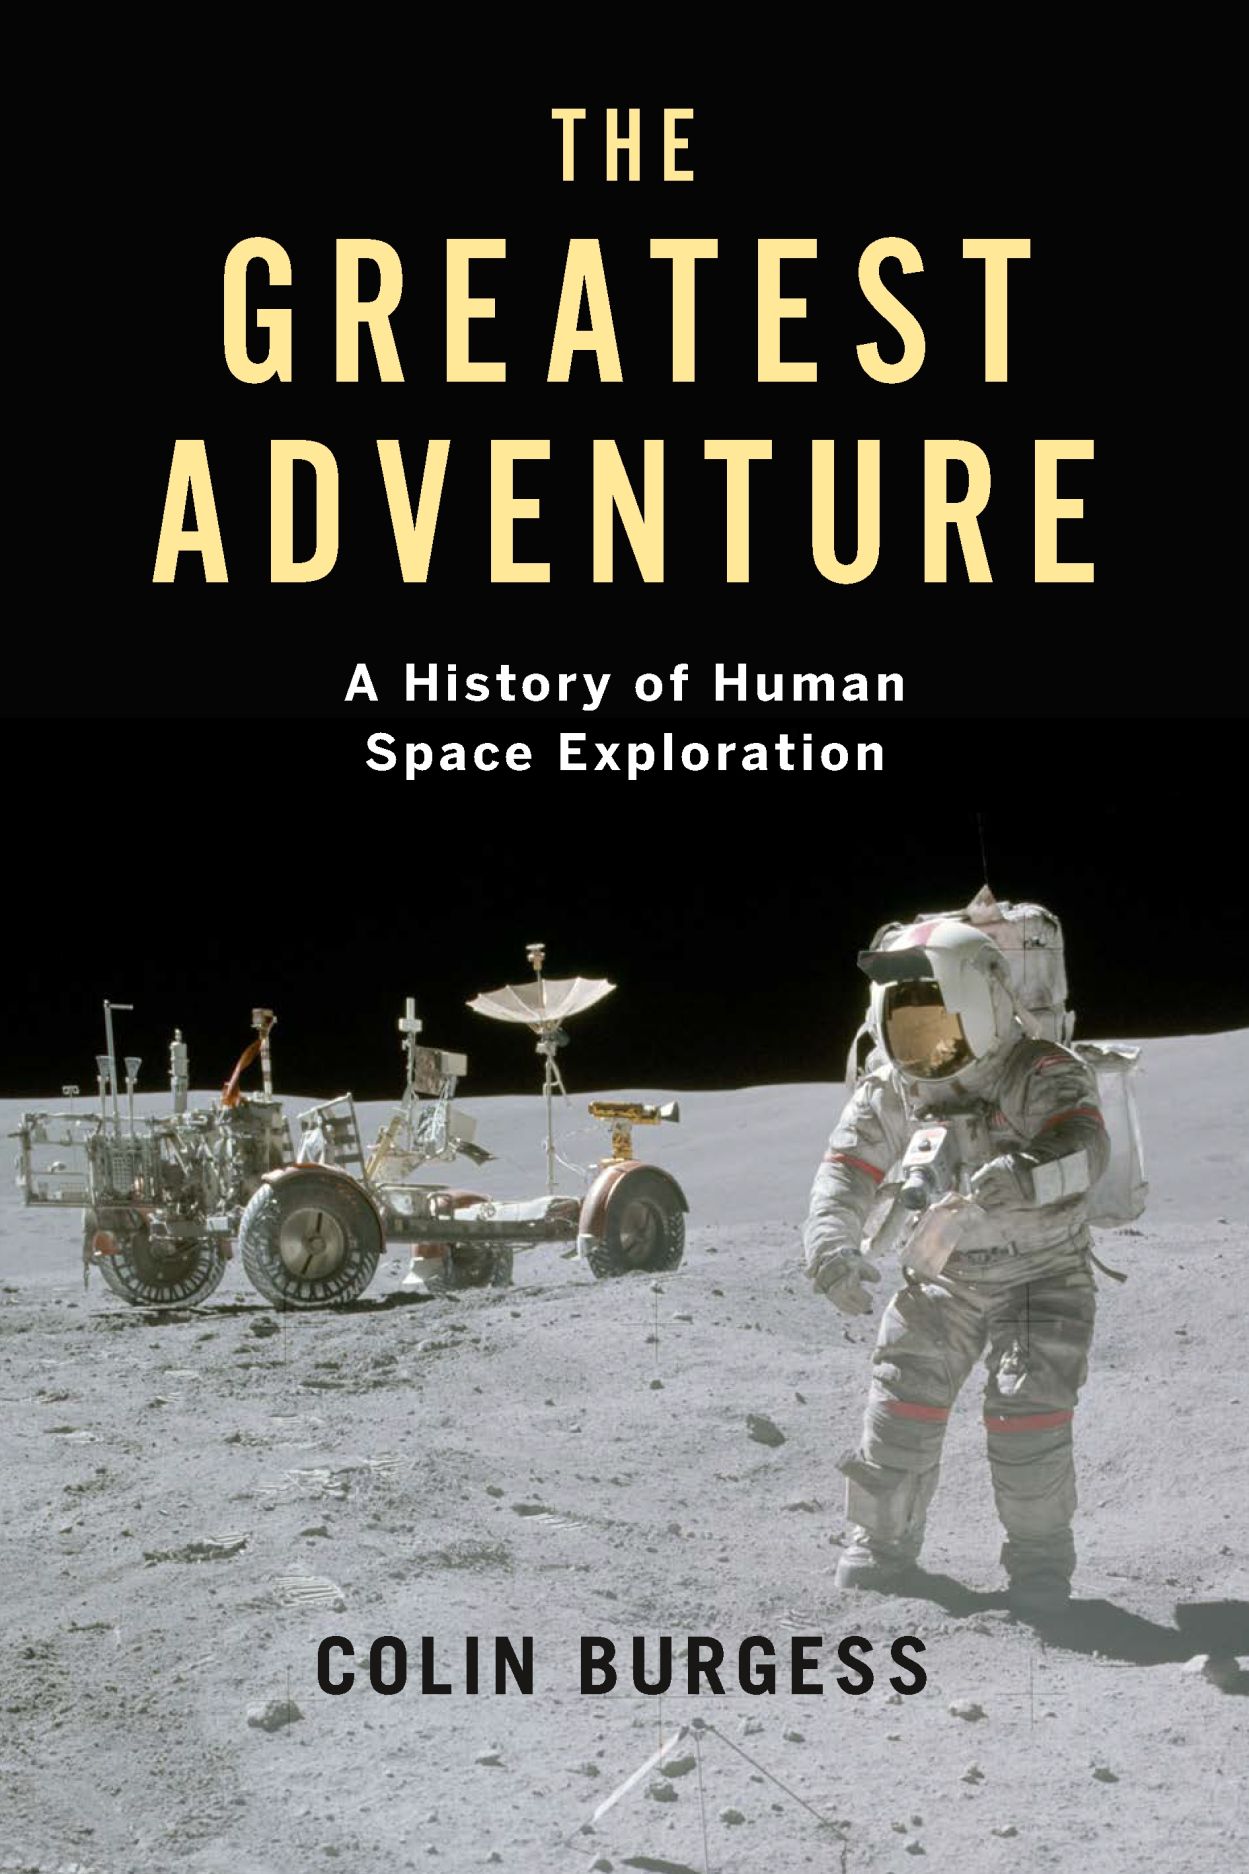 THE
GREATEST
ADVENTURE
A History of Human
Space Exploration
COLIN BURGESS